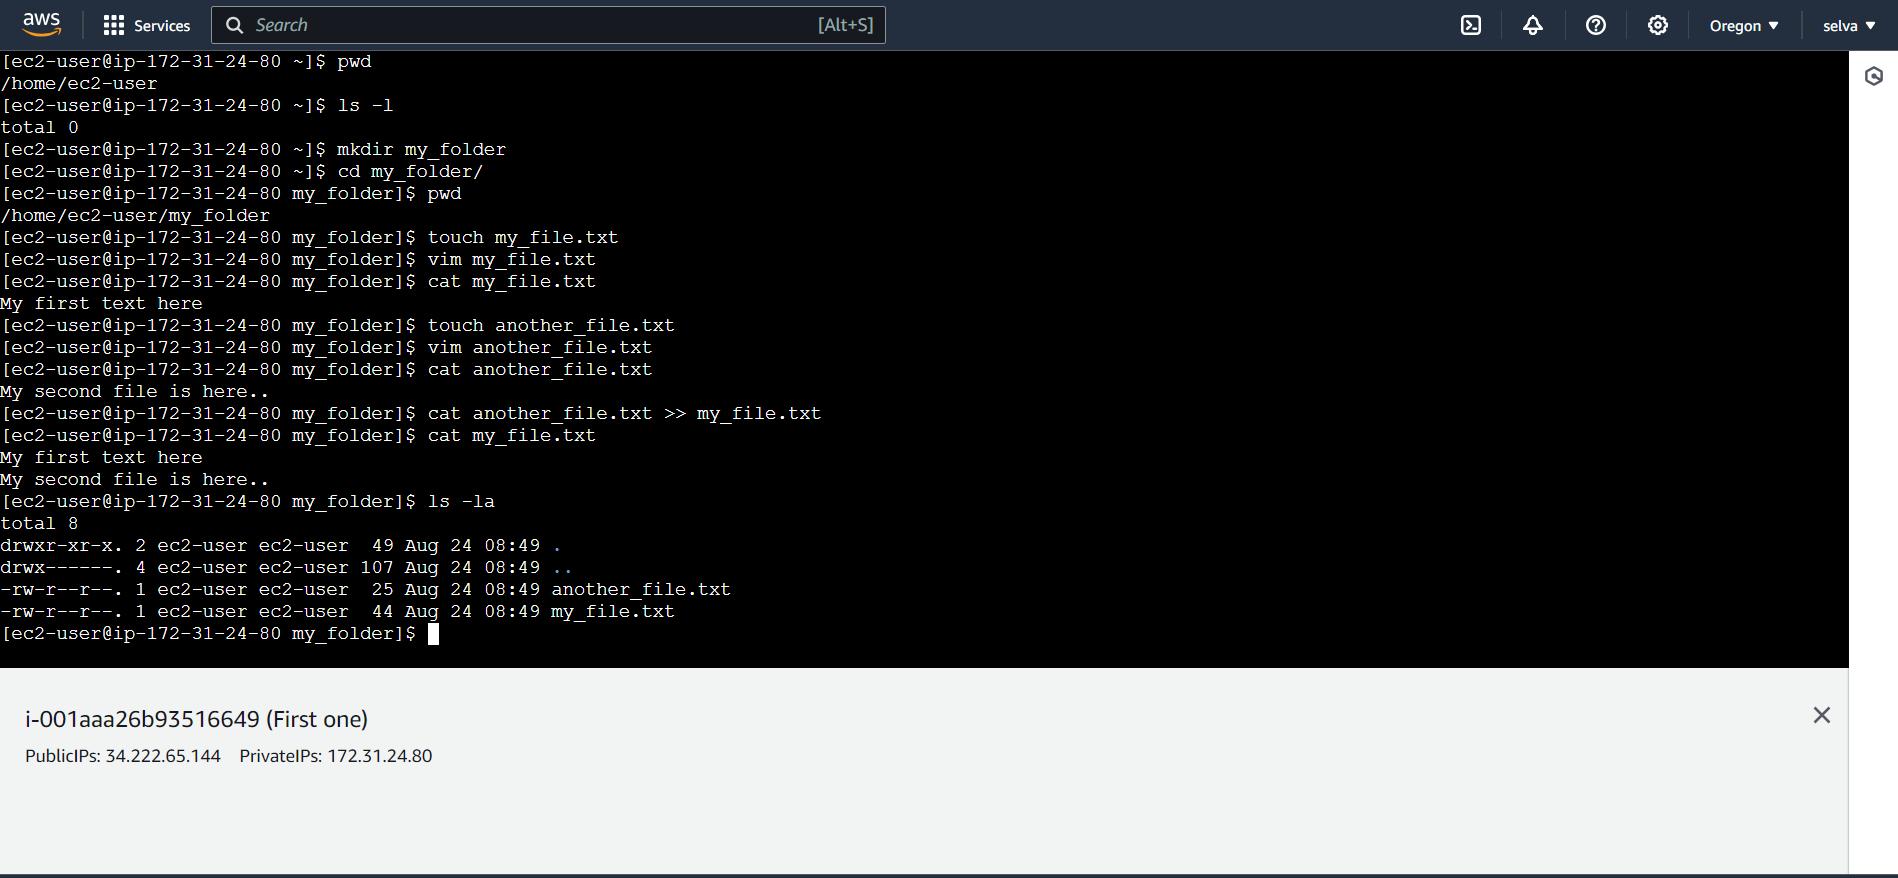 aws Services Search [Alt+S] Oregon selva
[ec2-user@ip-172-31-24-80 ~]$ pwd
/home/ec2-user
[ec2-user@ip-172-31-24-80 ~]$ ls -l
total 0
[ec2-user@ip-172-31-24-80 ~]$ mkdir my_folder
[ec2-user@ip-172-31-24-80 ~]$ cd my_folder/
[ec2-user@ip-172-31-24-80 my_folder]$ pwd
/home/ec2-user/my_folder
[ec2-user@ip-172-31-24-80 my_folder]$ touch my_file.txt
[ec2-user@ip-172-31-24-80 my_folder]$ vim my_file.txt
[ec2-user@ip-172-31-24-80 my_folder]$ cat my_file.txt
My first text here
[ec2-user@ip-172-31-24-80 my_folder]$ touch another_file.txt
[ec2-user@ip-172-31-24-80 my_folder]$ vim another_file.txt
[ec2-user@ip-172-31-24-80 my_folder]$ cat another_file.txt
My second file is here..
[ec2-user@ip-172-31-24-80 my_folder]$ cat another_file.txt >> my_file.txt
[ec2-user@ip-172-31-24-80 my_folder]$ cat my_file.txt
My first text here
My second file is here..
[ec2-user@ip-172-31-24-80 my_folder]$ ls -la
total 8
drwxr-xr-x. 2 ec2-user ec2-user  49 Aug 24 08:49 .
drwx------. 4 ec2-user ec2-user 107 Aug 24 08:49 ..
-rw-r--r--. 1 ec2-user ec2-user  25 Aug 24 08:49 another_file.txt
-rw-r--r--. 1 ec2-user ec2-user  44 Aug 24 08:49 my_file.txt
[ec2-user@ip-172-31-24-80 my_folder]$
i-001aaa26b93516649 (First one)
PublicIPs: 34.222.65.144 PrivateIPs: 172.31.24.80